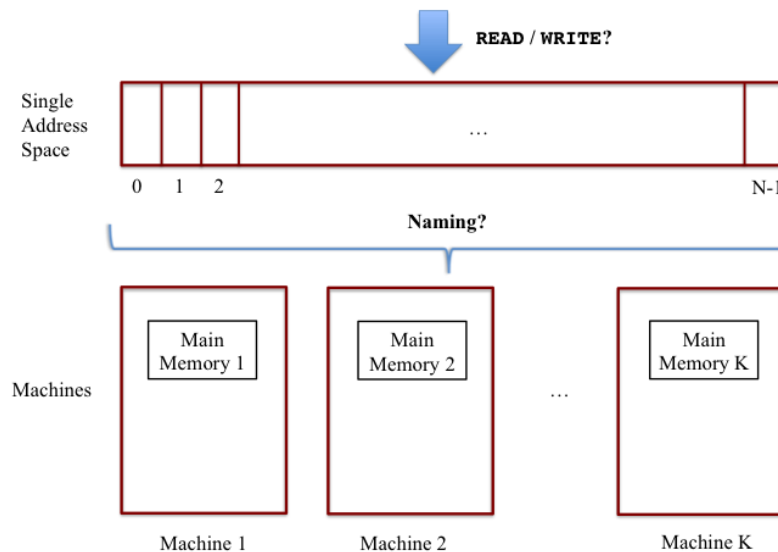 READ / WRITE?
Single
Address
Space
…
0 1 2 N-1
Naming?
Main
Memory 1
Main
Memory 2
Main
Memory K
Machines
…
Machine 1 Machine 2 Machine K